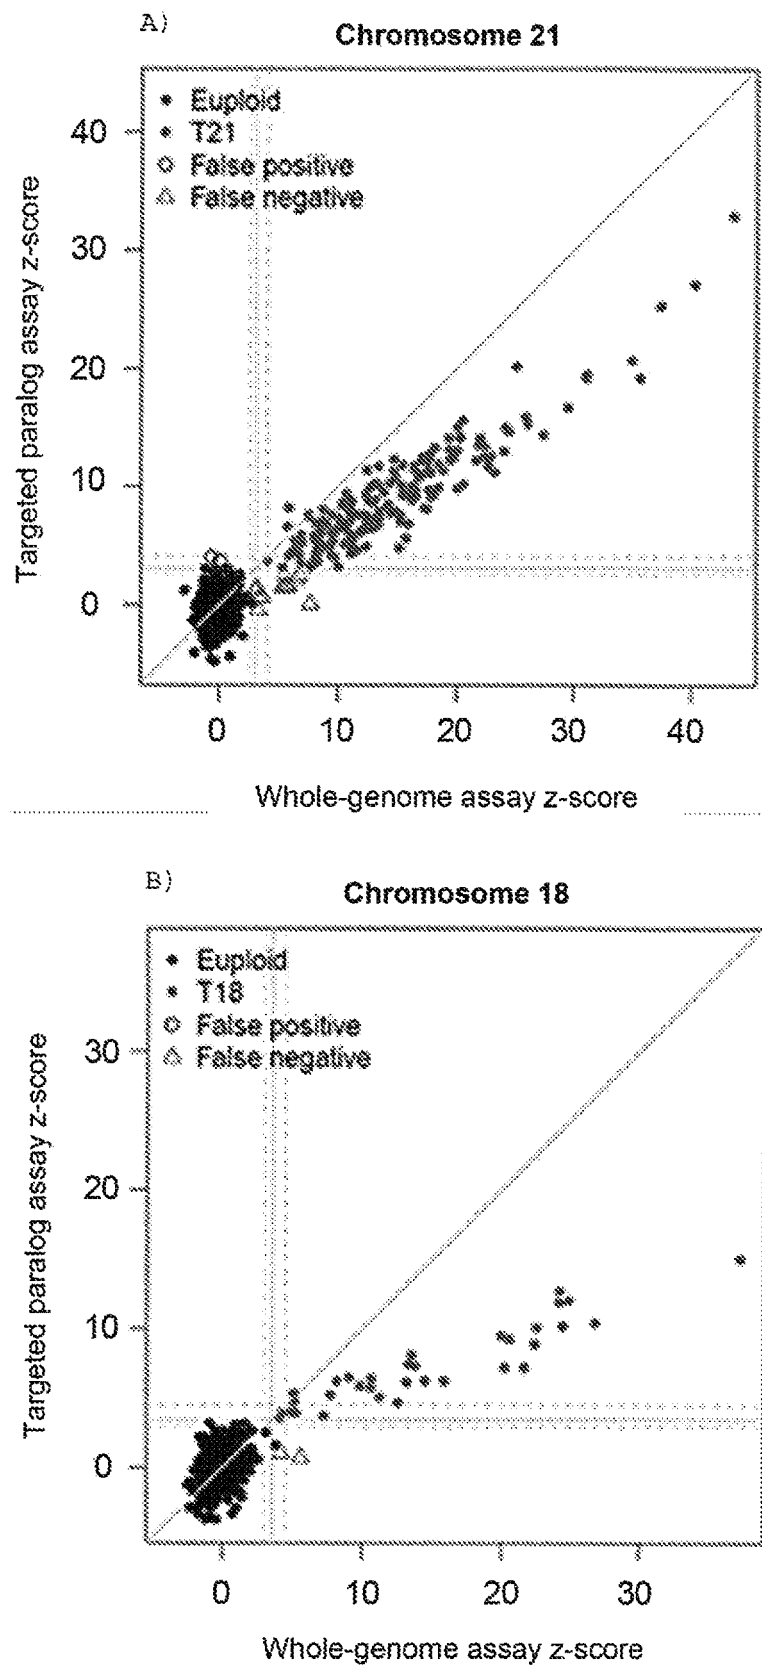 A)
Chromosome 21
Euploid
T21
False positive
False negative
40
30
20
10
0
Targeted paralog assay z-score
0 10 20 30 40
Whole-genome assay z-score
B)
Chromosome 18
Euploid
T18
False positive
False negative
30
20
10
0
Targeted paralog assay z-score
0 10 20 30
Whole-genome assay z-score